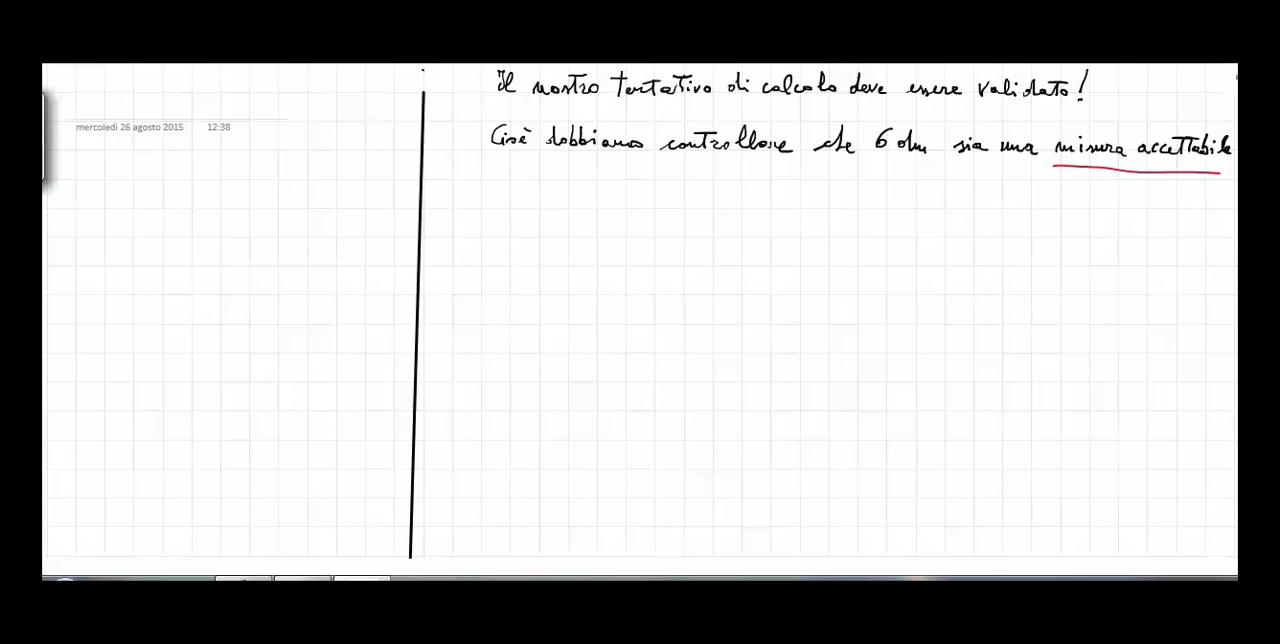 Il nostro tentativo di calcolo deve essere validato!
mercoledì 26 agosto 2015 12:38
Cioè dobbiamo controllare che 6 dm sia una misura accettabile